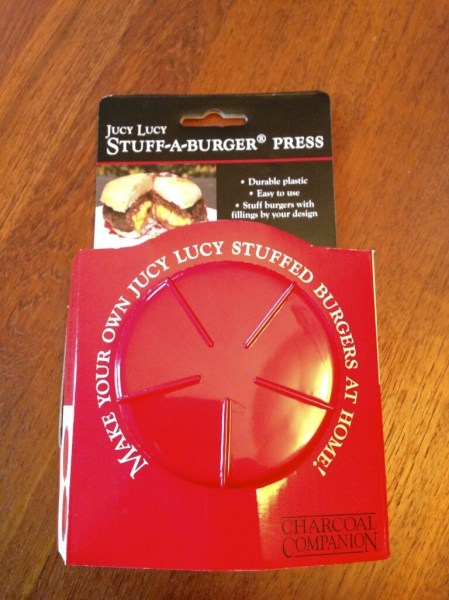 JUCY LUCY
STUFF-A-BURGER® PRESS
• Durable plastic
• Easy to use
• Stuff burgers with
fillings by your design
MAKE YOUR OWN JUCY LUCY STUFFED BURGERS AT HOME!
CHARCOAL
COMPANION